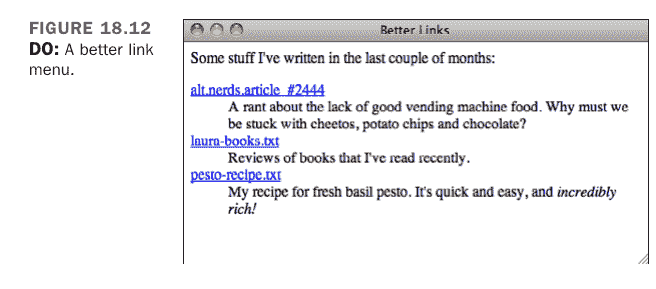 FIGURE 18.12
DO: A better link
menu.
Better Links
Some stuff I've written in the last couple of months:
alt.nerds.article_#2444
A rant about the lack of good vending machine food. Why must we
be stuck with cheetos, potato chips and chocolate?
laura-books.txt
Reviews of books that I've read recently.
pesto-recipe.txt
My recipe for fresh basil pesto. It's quick and easy, and incredibly
rich!